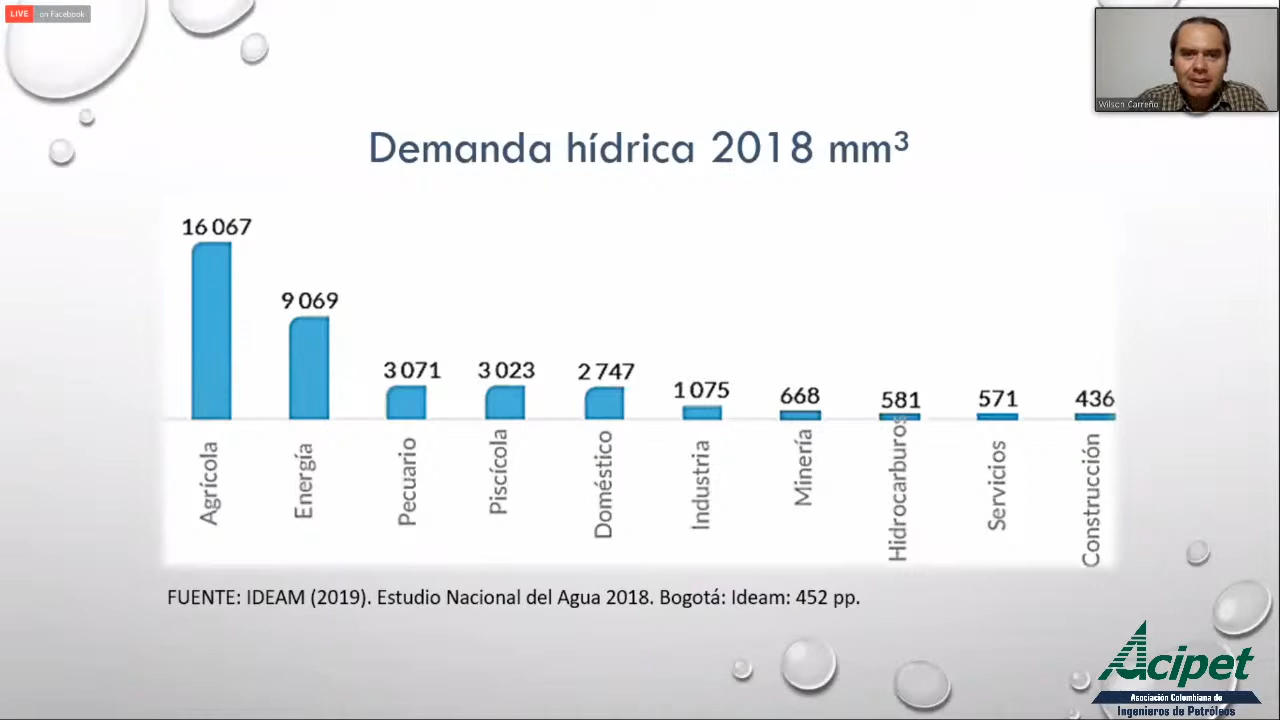 LIVE on Facebook
Wilson Carreño
Demanda hídrica 2018 mm³
16 067
9 069
3 071
3 023
2 747
1 075
668
581
571
436
Agrícola
Energía
Pecuario
Piscícola
Doméstico
Industria
Minería
Hidrocarburos
Servicios
Construcción
FUENTE: IDEAM (2019). Estudio Nacional del Agua 2018. Bogotá: Ideam: 452 pp.
Acipet
Asociación Colombiana de
Ingenieros de Petróleos